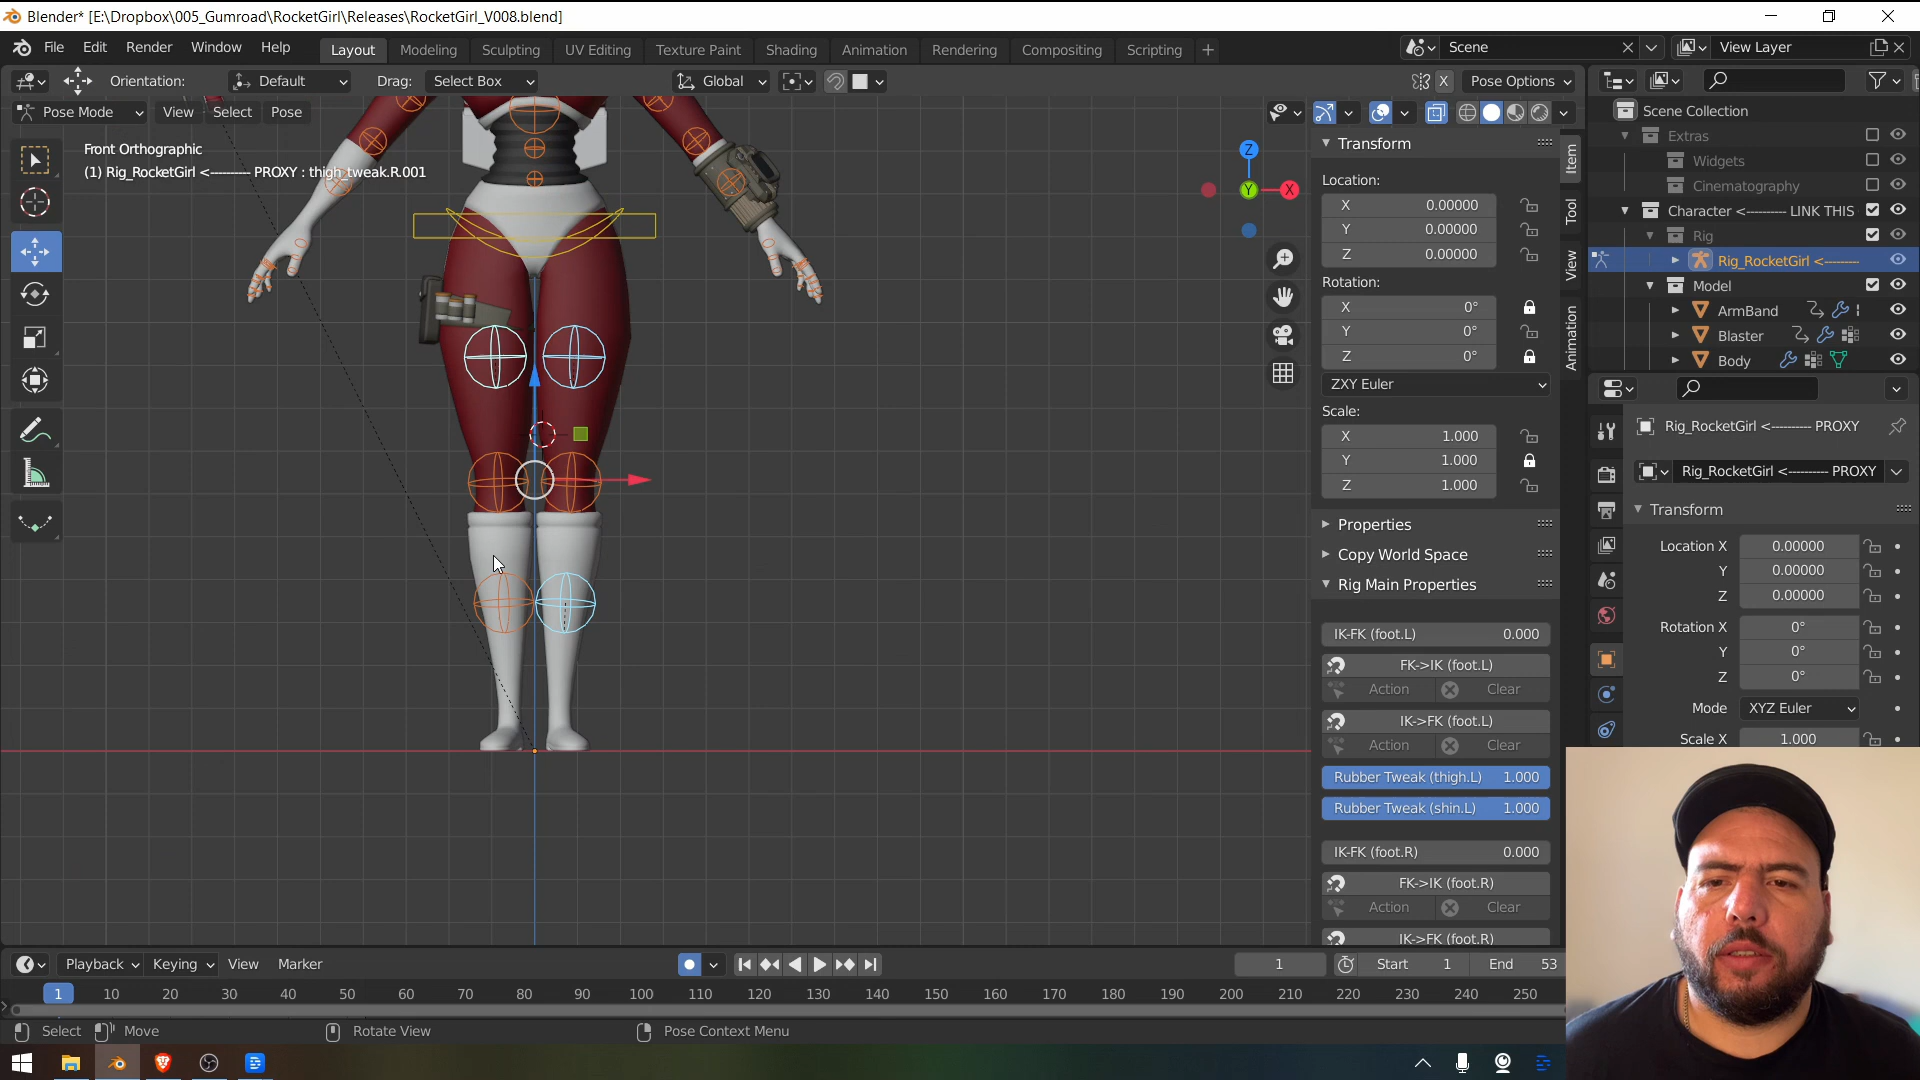 Blender* [E:\Dropbox\005_Gumroad\RocketGirl\Releases\RocketGirl_V008.blend]
File Edit Render Window Help Layout Modeling Sculpting UV Editing Texture Paint Shading Animation Rendering Compositing Scripting + Scene View Layer
Orientation: Default Drag: Select Box Global X Pose Options
Pose Mode View Select Pose
Front Orthographic
(1) Rig_RocketGirl <--------- PROXY : thigh_tweak.R.001
Z
Y
X
Transform
Location:
X 0.00000
Y 0.00000
Z 0.00000
Rotation:
X 0°
Y 0°
Z 0°
ZXY Euler
Scale:
X 1.000
Y 1.000
Z 1.000
Properties
Copy World Space
Rig Main Properties
IK-FK (foot.L) 0.000
FK->IK (foot.L)
Action Clear
IK->FK (foot.L)
Action Clear
Rubber Tweak (thigh.L) 1.000
Rubber Tweak (shin.L) 1.000
IK-FK (foot.R) 0.000
FK->IK (foot.R)
Action Clear
IK->FK (foot.R)
Item
Tool
View
Animation
Scene Collection
Extras
Widgets
Cinematography
Character <---------- LINK THIS
Rig
Rig_RocketGirl <---------
Model
ArmBand
Blaster
Body
Rig_RocketGirl <---------- PROXY
Rig_RocketGirl <---------- PROXY
Transform
Location X 0.00000
Y 0.00000
Z 0.00000
Rotation X 0°
Y 0°
Z 0°
Mode XYZ Euler
Scale X 1.000
Playback Keying View Marker 1 Start 1 End 53
1 10 20 30 40 50 60 70 80 90 100 110 120 130 140 150 160 170 180 190 200 210 220 230 240 250
Select Move Rotate View Pose Context Menu